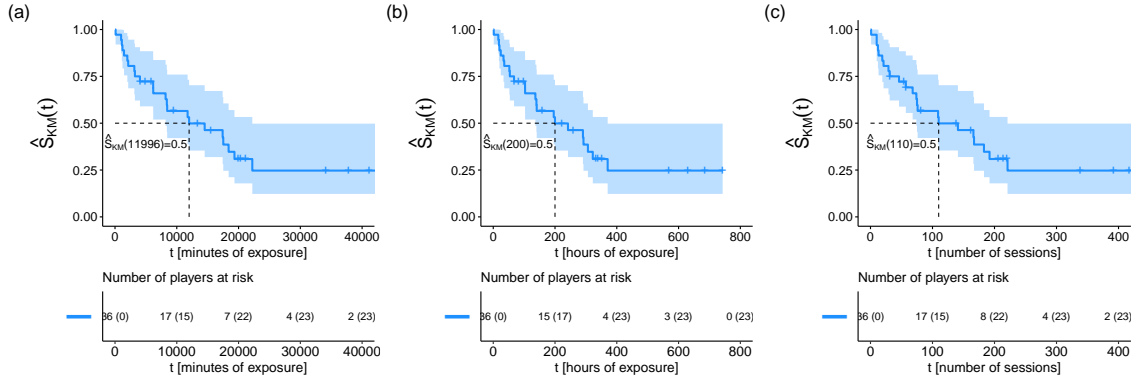 (a)
1.00
0.75
0.50
0.25
0.00
ŜKM(t)
ŜKM(11996)=0.5
0 10000 20000 30000 40000
t [minutes of exposure]
Number of players at risk
36 (0) 17 (15) 7 (22) 4 (23) 2 (23)
0 10000 20000 30000 40000
t [minutes of exposure]
(b)
1.00
0.75
0.50
0.25
0.00
ŜKM(t)
ŜKM(200)=0.5
0 200 400 600 800
t [hours of exposure]
Number of players at risk
36 (0) 15 (17) 4 (23) 3 (23) 0 (23)
0 200 400 600 800
t [hours of exposure]
(c)
1.00
0.75
0.50
0.25
0.00
ŜKM(t)
ŜKM(110)=0.5
0 100 200 300 400
t [number of sessions]
Number of players at risk
36 (0) 17 (15) 8 (22) 4 (23) 2 (23)
0 100 200 300 400
t [number of sessions]